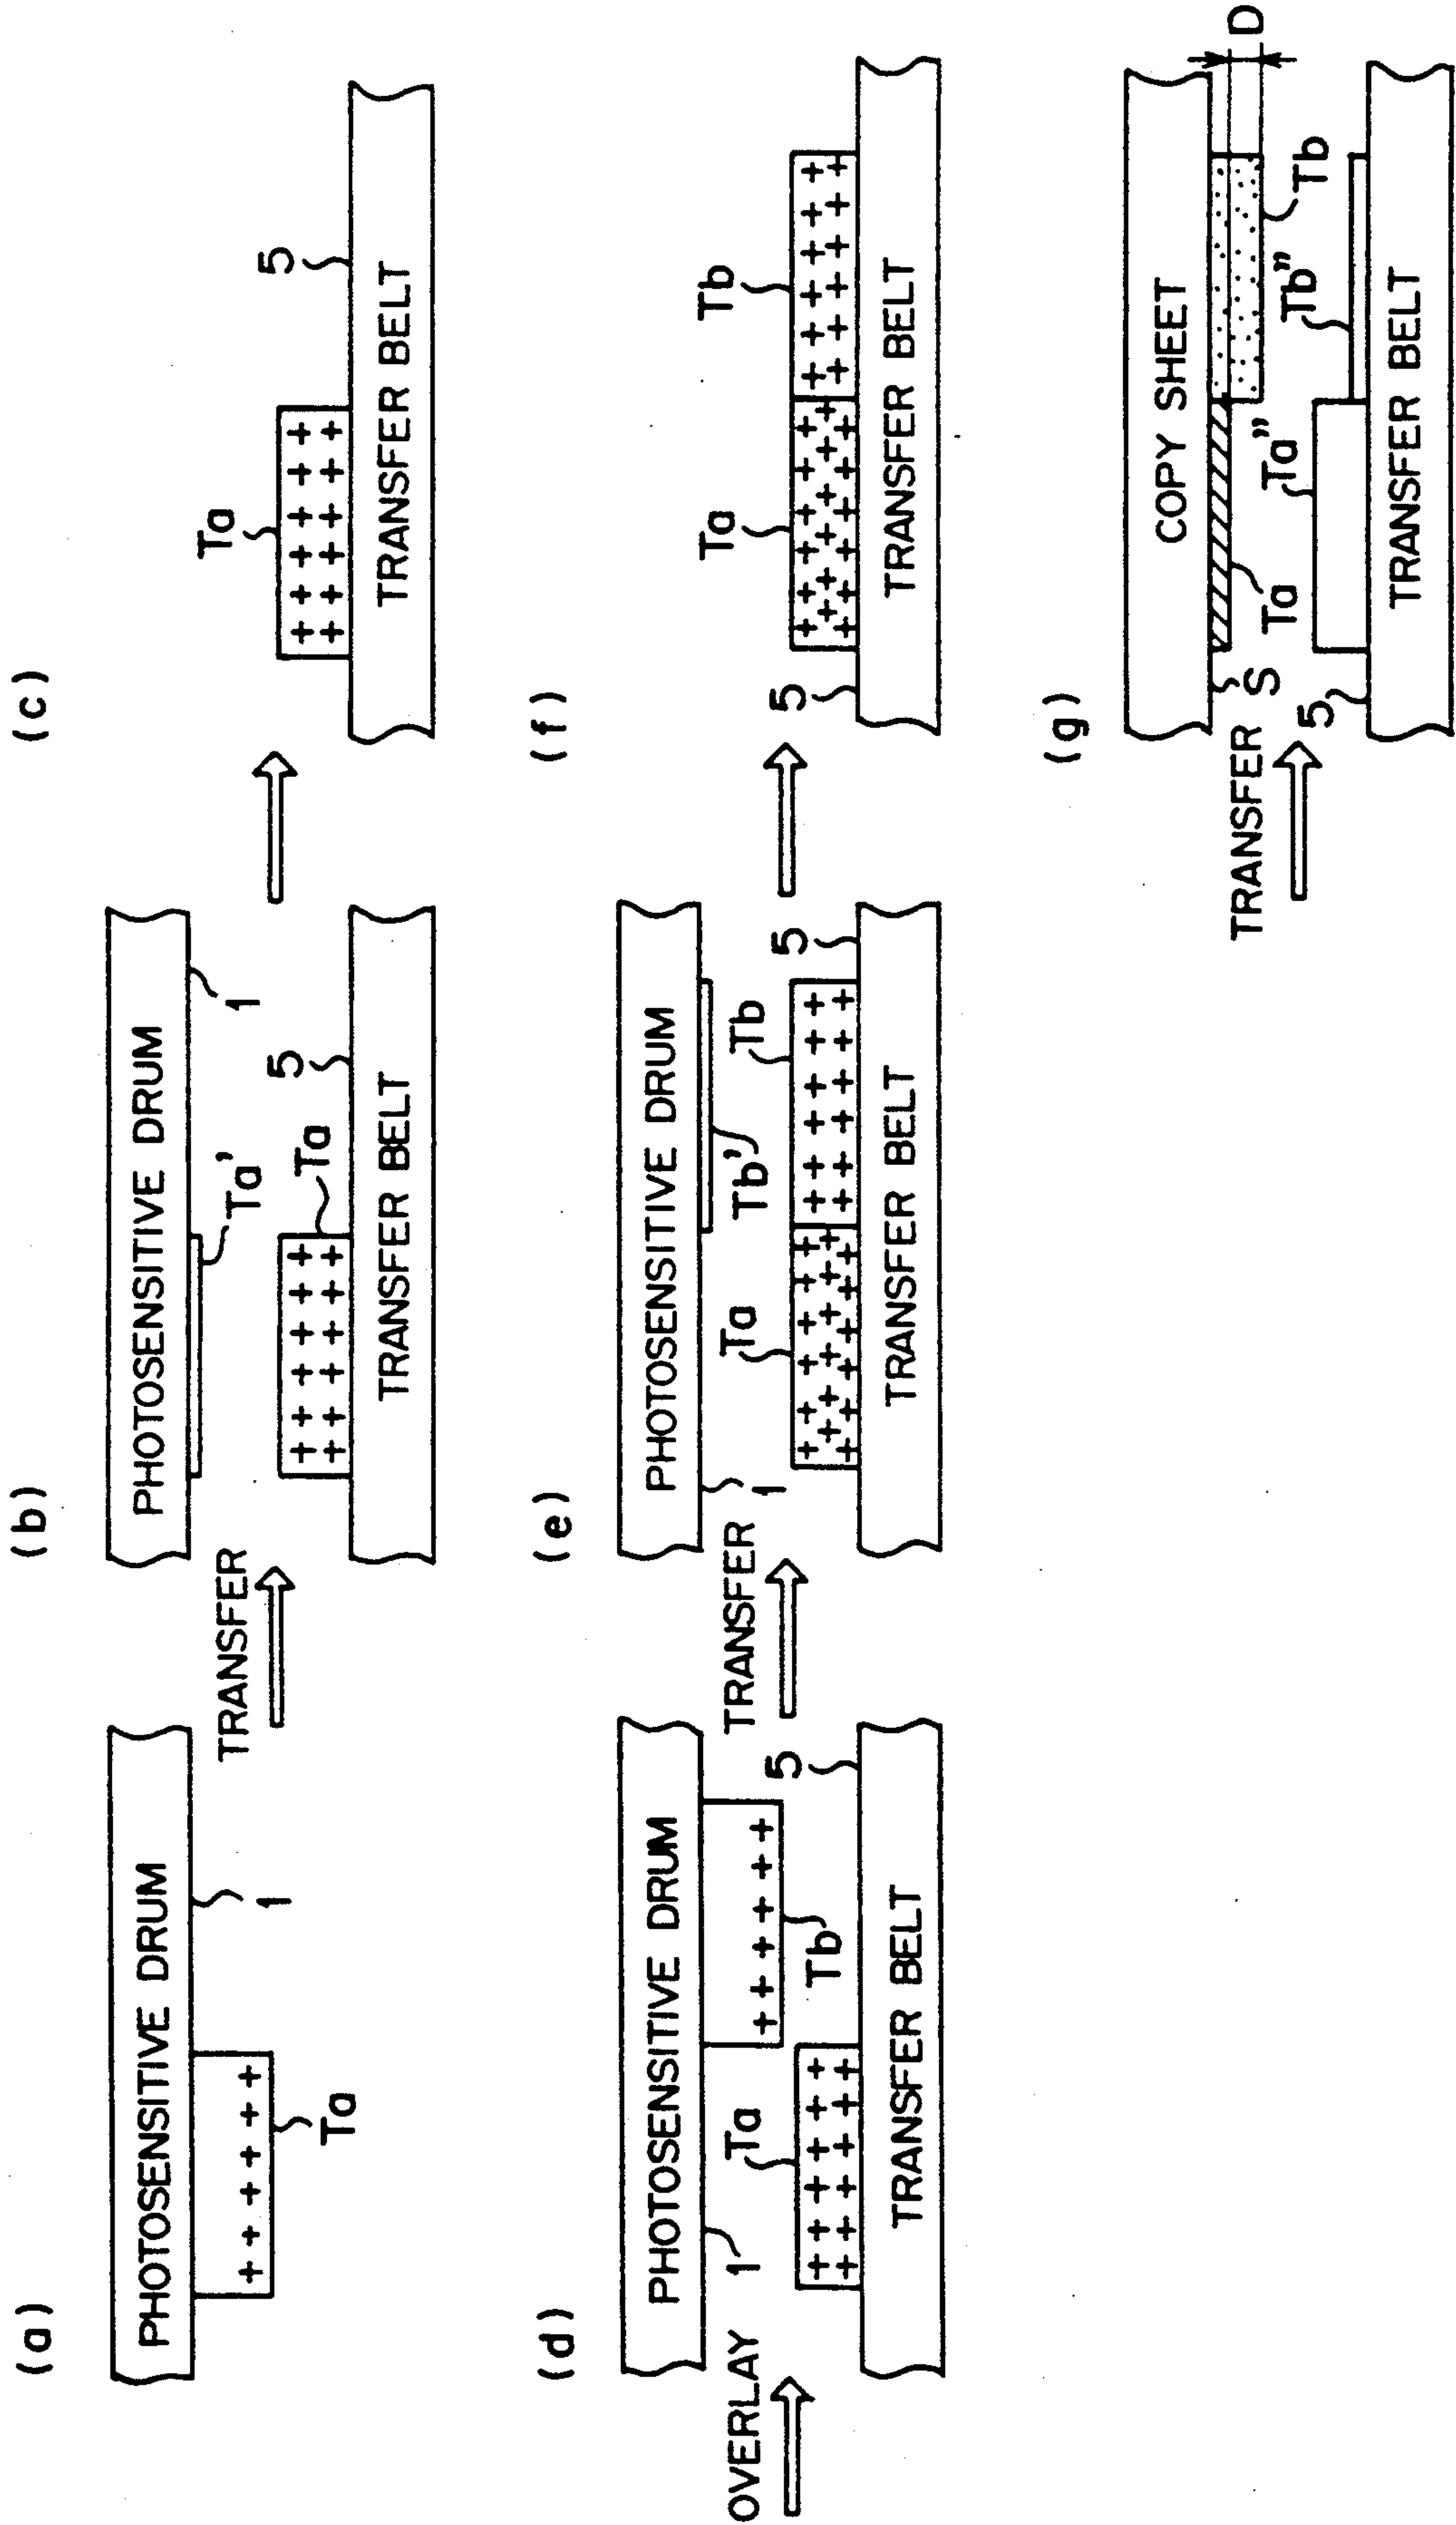 (a)
PHOTOSENSITIVE DRUM
1
Ta
TRANSFER
(b)
PHOTOSENSITIVE DRUM
1
Ta'
5
Ta
TRANSFER BELT
(c)
Ta
5
TRANSFER BELT
OVERLAY
(d)
PHOTOSENSITIVE DRUM
1
Ta
Tb
5
TRANSFER BELT
TRANSFER
(e)
PHOTOSENSITIVE DRUM
1
Ta
Tb'
Tb
5
TRANSFER BELT
(f)
5
Ta
Tb
TRANSFER BELT
TRANSFER
(g)
COPY SHEET
S
Ta
Ta"
Tb"
Tb
D
5
TRANSFER BELT